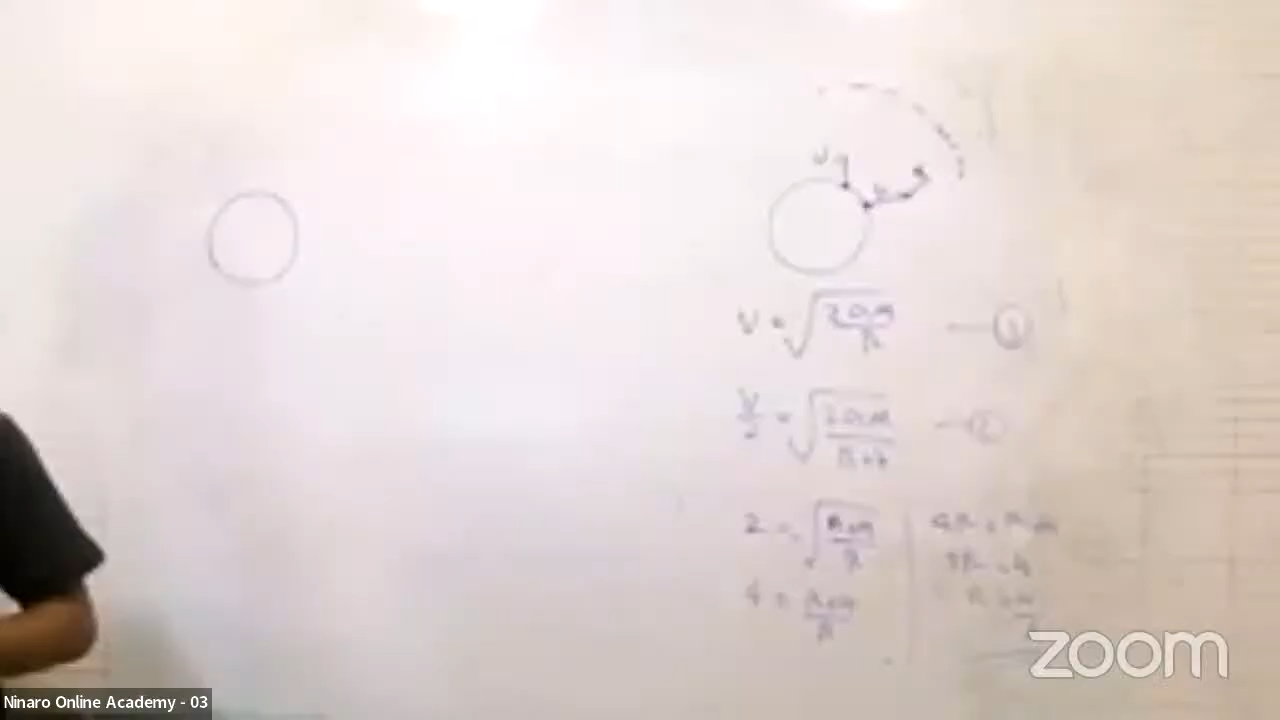 V = √(2GM/R) — ①
V/2 = √(2GM/(R+h)) — ②
2 = √((R+h)/R)
4 = (R+h)/R
4R = R+h
3R = h
zoom
Ninaro Online Academy - 03